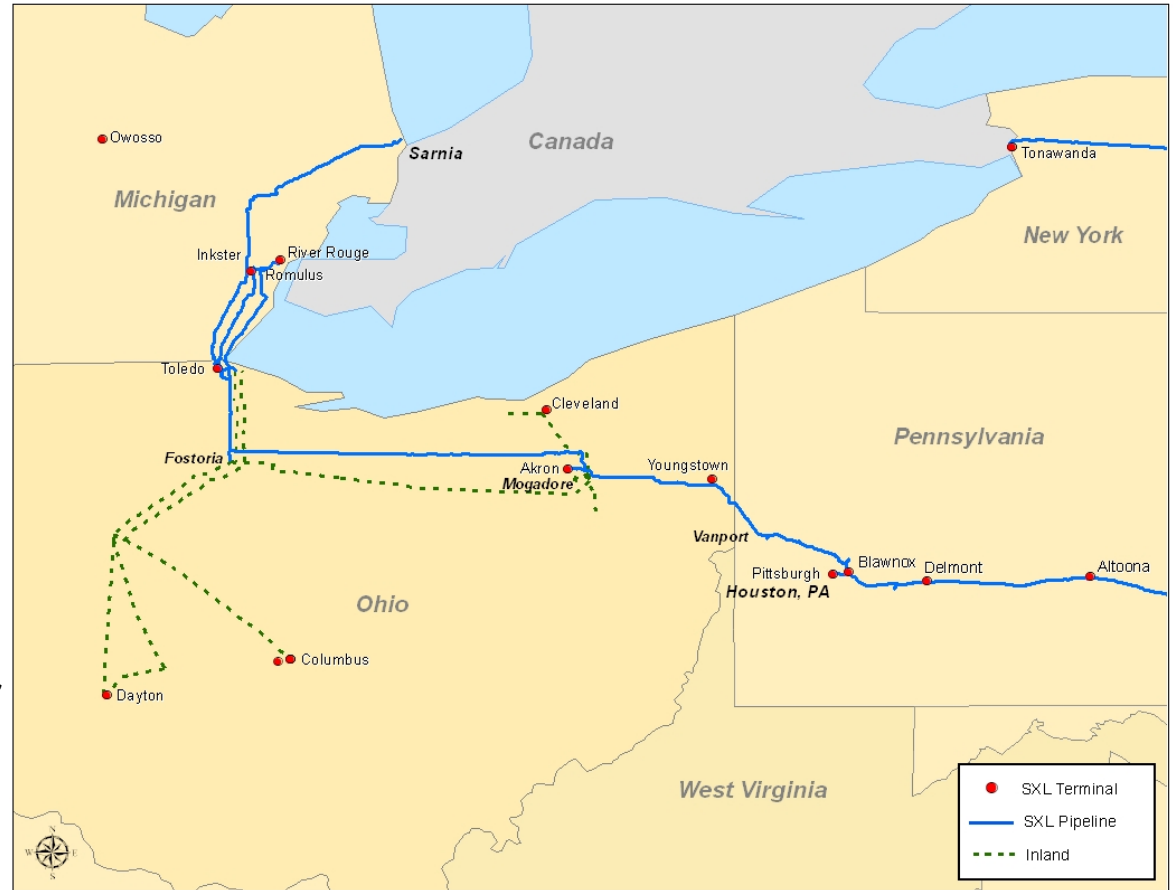 Owosso
Canada
Sarnia
Tonawanda
Michigan
New York
Inkster
River Rouge
Romulus
Toledo
Cleveland
Pennsylvania
Fostoria
Akron
Youngstown
Mogadore
Vanport
Pittsburgh
Blawnox
Delmont
Altoona
Houston, PA
Ohio
Columbus
Dayton
West Virginia
SXL Terminal
SXL Pipeline
Inland
N
W
E
S